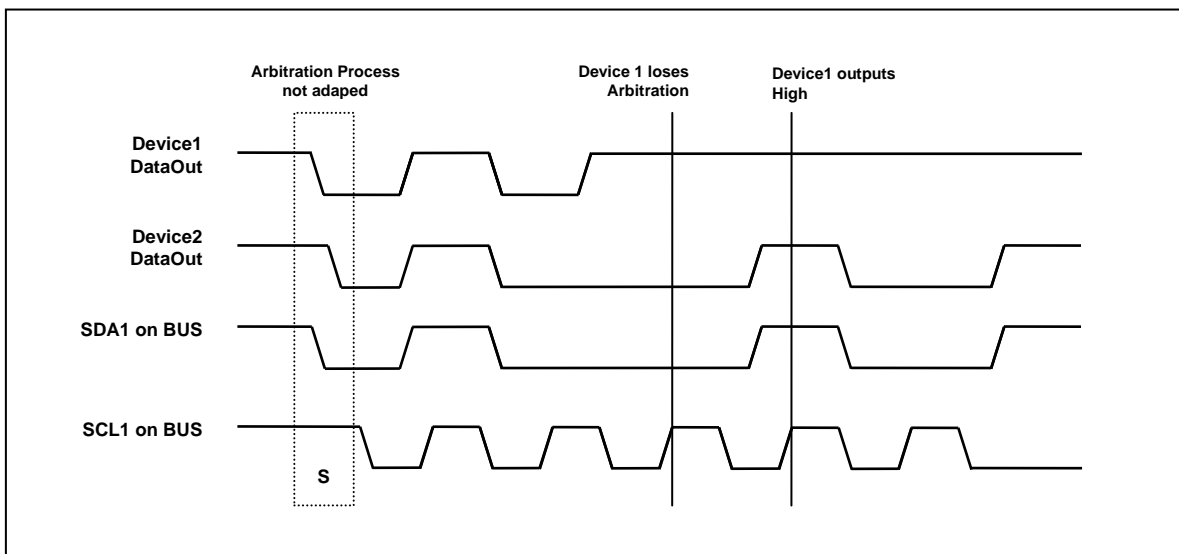 Arbitration Process
not adaped
Device 1 loses
Arbitration
Device1 outputs
High
Device1
DataOut
Device2
DataOut
SDA1 on BUS
SCL1 on BUS
S